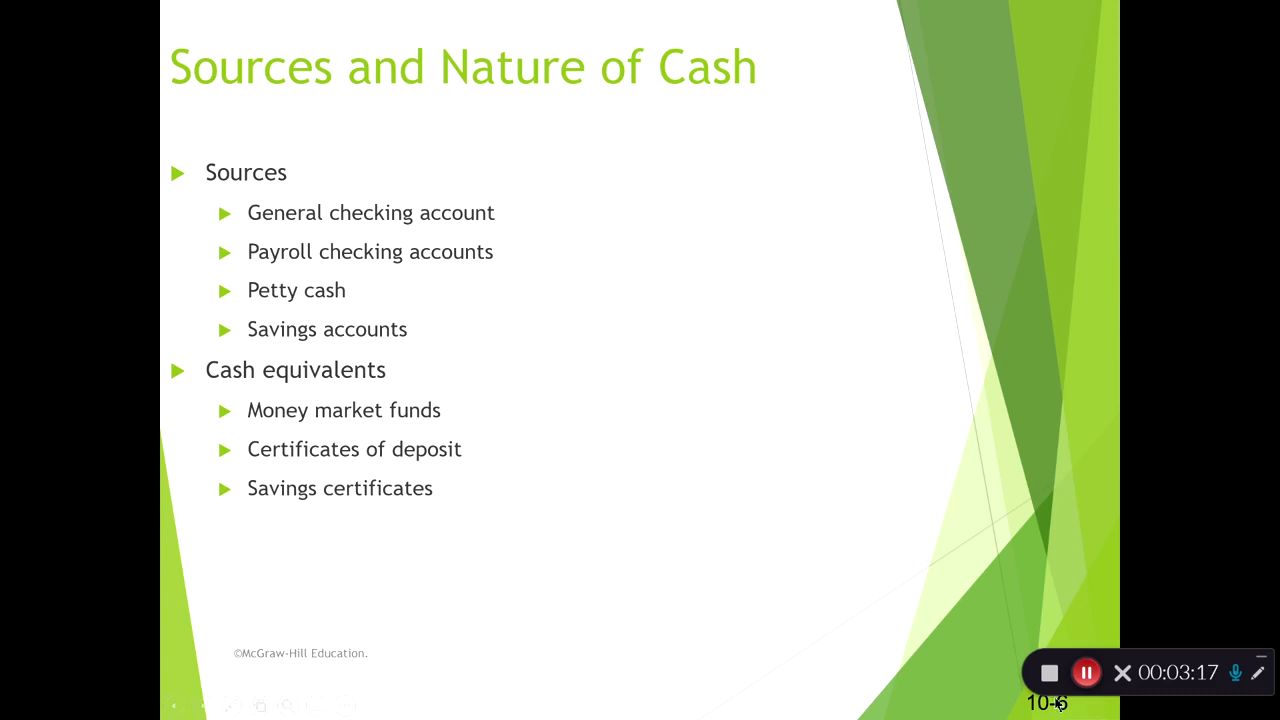 Sources and Nature of Cash
Sources
General checking account
Payroll checking accounts
Petty cash
Savings accounts
Cash equivalents
Money market funds
Certificates of deposit
Savings certificates
©McGraw-Hill Education.
00:03:17
10-6